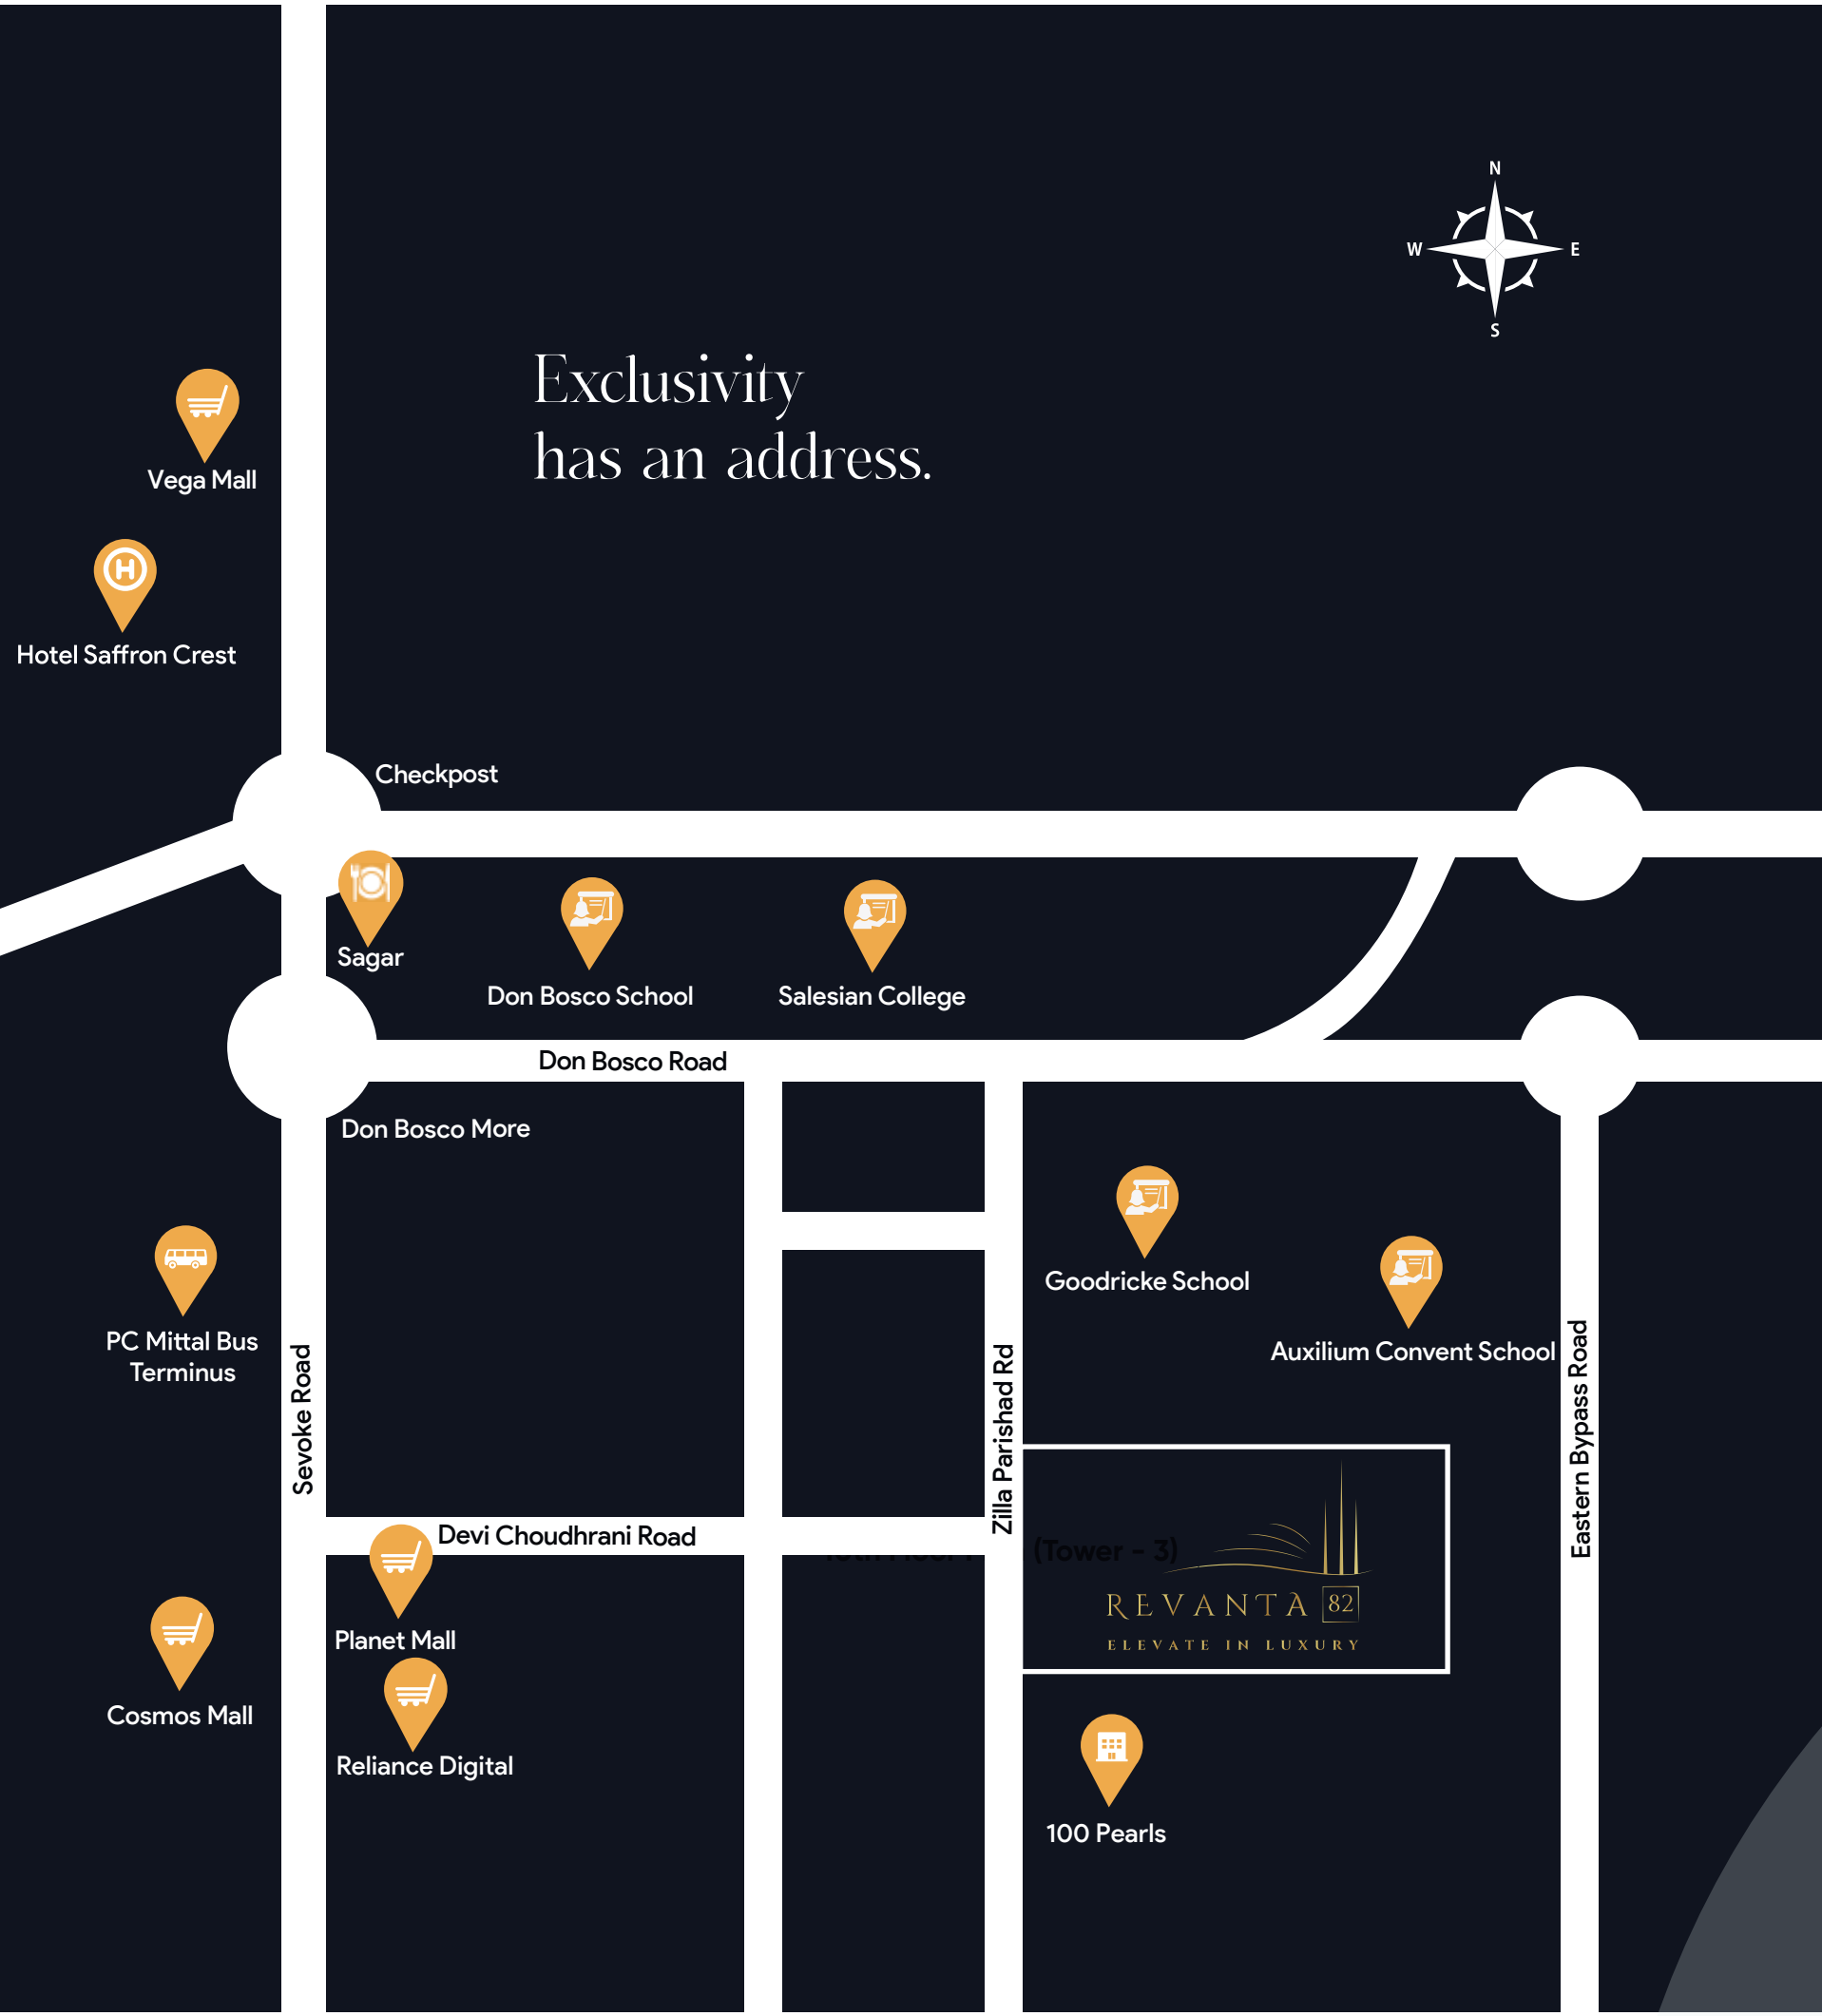 N
W
E
S
Exclusivity
has an address.
Vega Mall
H
Hotel Saffron Crest
Checkpost
Sagar
Don Bosco School
Salesian College
Don Bosco Road
Don Bosco More
Goodricke School
PC Mittal Bus
Terminus
Auxilium Convent School
Sevoke Road
Zilla Parishad Rd
Eastern Bypass Road
Devi Choudhrani Road
(Tower - 3)
REVANTA 82
ELEVATE IN LUXURY
Planet Mall
Cosmos Mall
Reliance Digital
100 Pearls